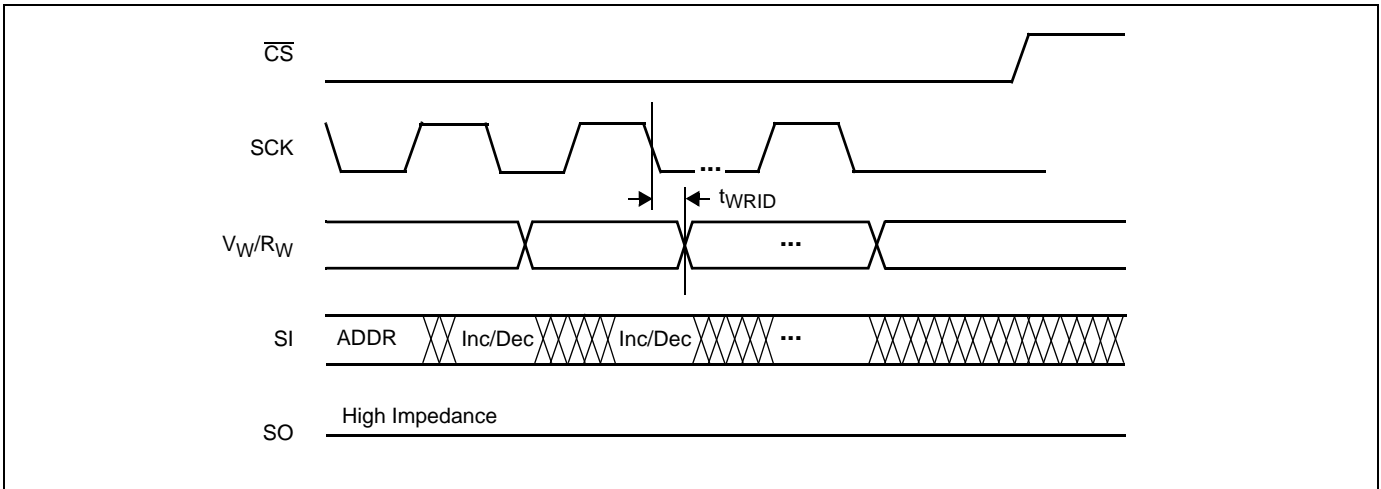 CS
SCK
...
tWRID
VW/RW
...
SI ADDR Inc/Dec Inc/Dec ...
High Impedance
SO